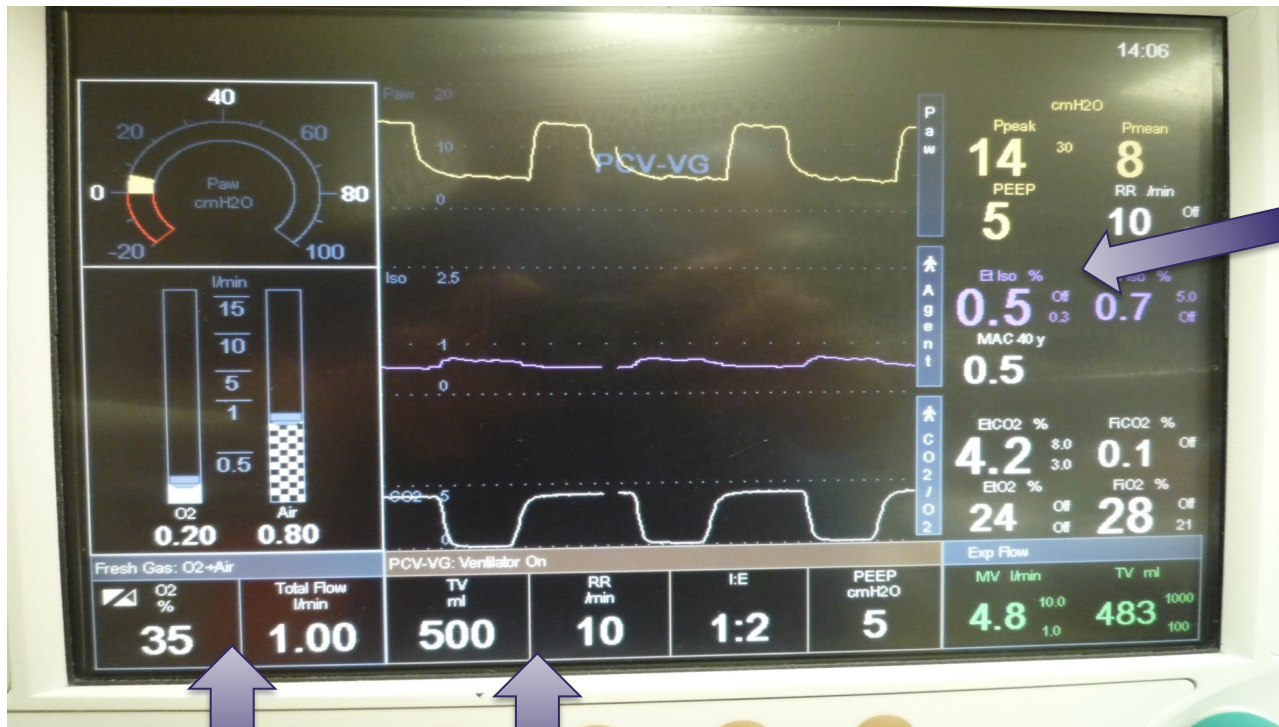 14:06
40
20
60
0
Paw
cmH2O
80
-20
100
l/min
15
10
5
1
0.5
O2
Air
0.20
0.80
Paw 20
10
PCV-VG
0
Iso 2.5
1
0
CO2 5
0
Paw
Agent
CO2/O2
cmH2O
Ppeak
Pmean
14
30
8
PEEP
RR /min
5
10
Off
Et Iso %
Iso %
0.5
Off
0.3
0.7
5.0
Off
MAC 40 y
0.5
EtCO2 %
FiCO2 %
4.2
8.0
3.0
0.1
Off
EtO2 %
FiO2 %
24
Off
Off
28
Off
21
Fresh Gas: O2+Air
PCV-VG: Ventilator On
Exp Flow
O2
%
35
Total Flow
l/min
1.00
TV
ml
500
RR
/min
10
I:E
1:2
PEEP
cmH2O
5
MV l/min
4.8
10.0
1.0
TV ml
483
1000
100